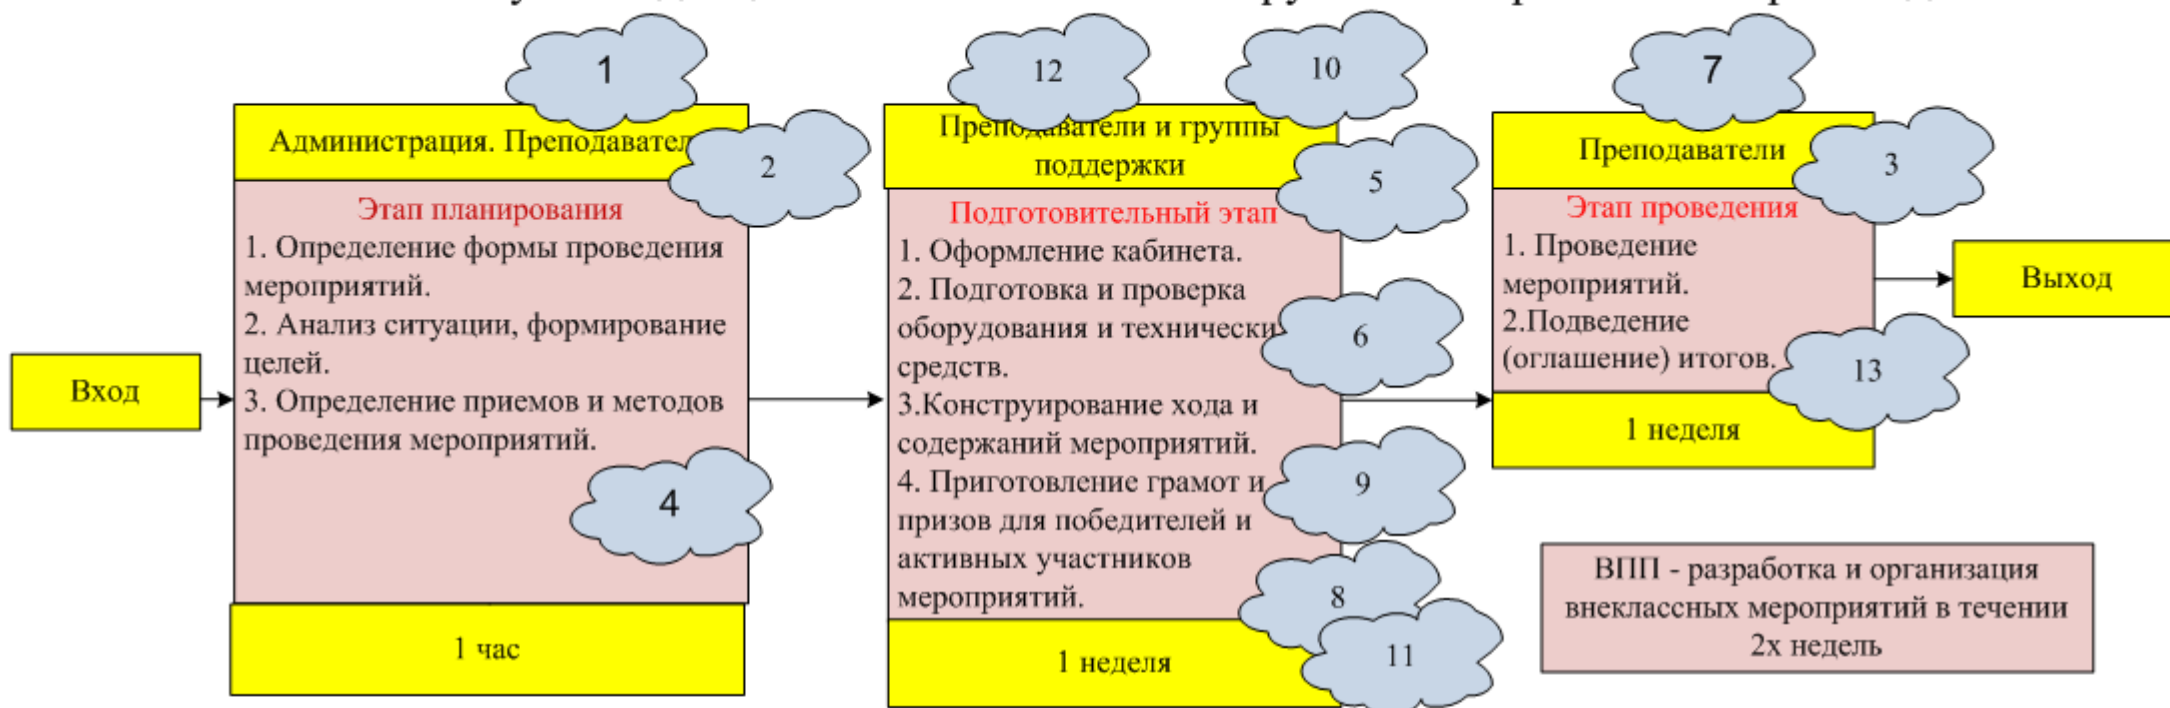 Вход
1
2
Администрация.
Этап планирования
1. Определение формы проведения
мероприятий.
2. Анализ ситуации, формирование
целей.
3. Определение приемов и методов
проведения мероприятий.
4
1 час
12
10
Преподаватели и группы
поддержки
5
Подготовительный этап
1. Оформление кабинета.
2. Подготовка и проверка
оборудования и технически
средств.
6
3.Конструирование хода и
содержаний мероприятий.
4. Приготовление грамот и
призов для победителей и
активных участников
мероприятий.
9
8
11
1 неделя
7
Преподаватели
3
Этап проведения
1. Проведение
мероприятий.
2.Подведение
(оглашение) итогов.
13
1 неделя
Выход
ВПП - разработка и организация
внеклассных мероприятий в течении
2х недель